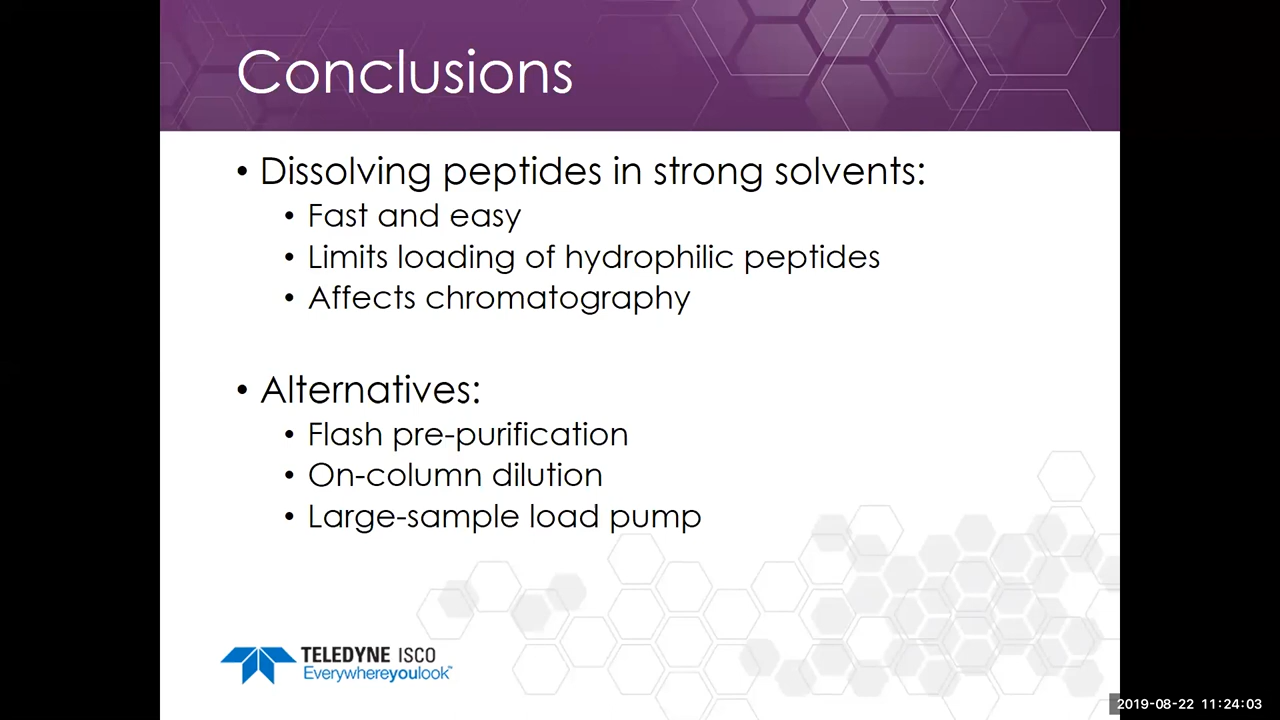 Conclusions
• Dissolving peptides in strong solvents:
• Fast and easy
• Limits loading of hydrophilic peptides
• Affects chromatography
• Alternatives:
• Flash pre-purification
• On-column dilution
• Large-sample load pump
TELEDYNE ISCO
Everywhereyoulook™
2019-08-22 11:24:03